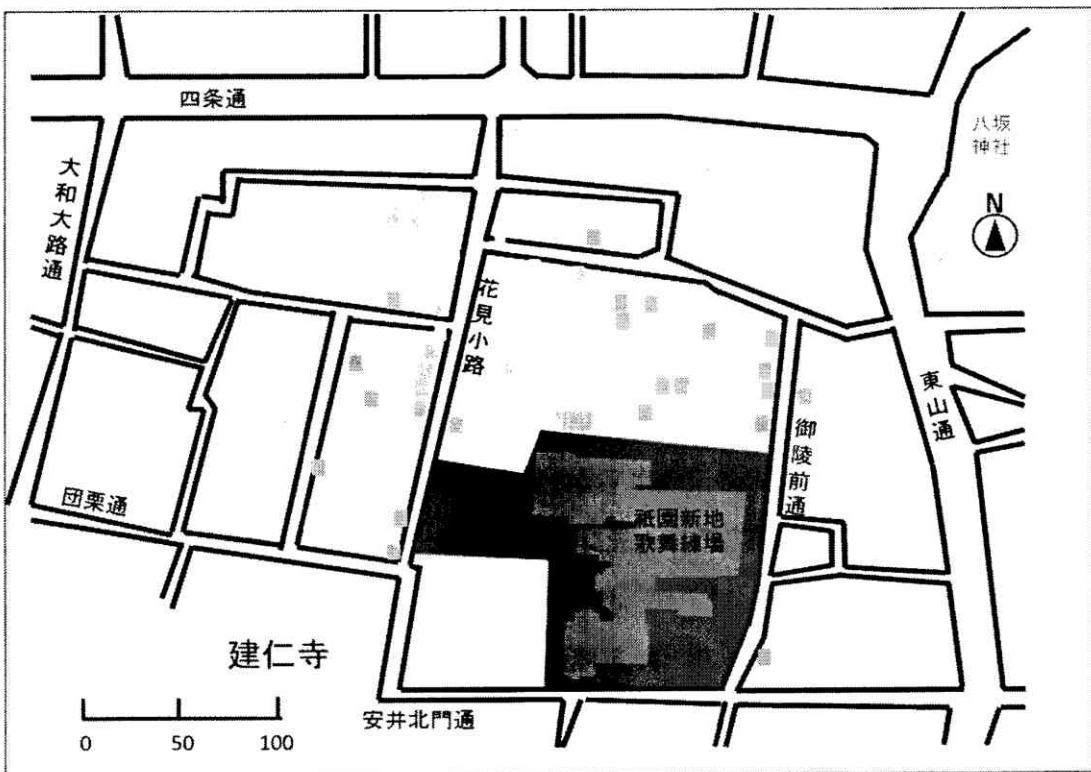 四条通
八坂
神社
N
大和大路通
花見小路
東山通
御陵前通
団栗通
祇園新地
歌舞練場
建仁寺
安井北門通
0 50 100